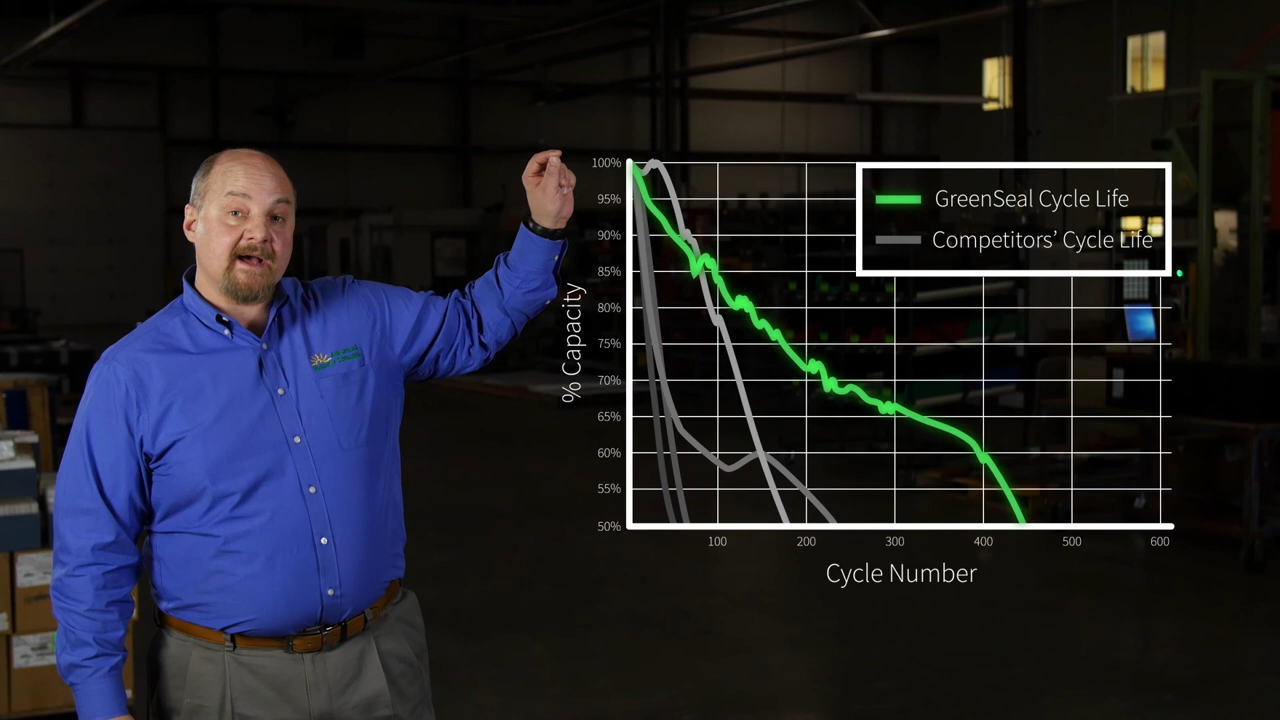 GreenSeal Cycle Life
Competitors’ Cycle Life
% Capacity
100%
95%
90%
85%
80%
75%
70%
65%
60%
55%
50%
100 200 300 400 500 600
Cycle Number